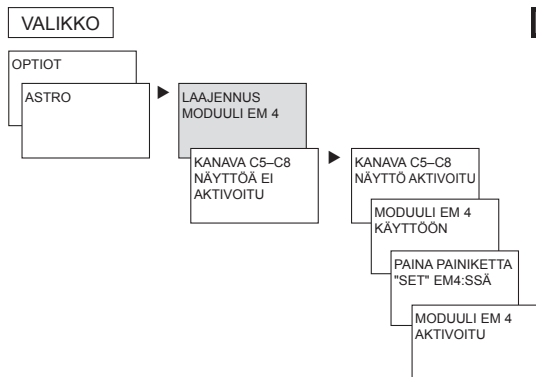 VALIKKO
OPTIOT
ASTRO
LAAJENNUS
MODUULI EM 4
KANAVA C5–C8
NÄYTTÖÄ EI
AKTIVOITU
KANAVA C5–C8
NÄYTTÖ AKTIVOITU
MODUULI EM 4
KÄYTTÖÖN
PAINA PAINIKETTA
"SET" EM4:SSÄ
MODUULI EM 4
AKTIVOITU